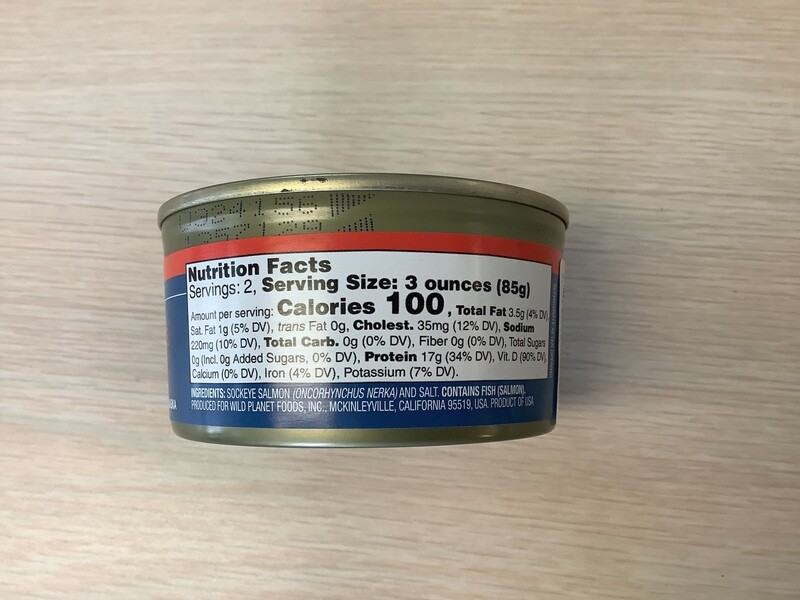 Nutrition Facts
Servings: 2, Serving Size: 3 ounces (85g)
Amount per serving: Calories 100, Total Fat 3.5g (4% DV),
Sat. Fat 1g (5% DV), trans Fat 0g, Cholest. 35mg (12% DV), Sodium
220mg (10% DV), Total Carb. 0g (0% DV), Fiber 0g (0% DV), Total Sugars
0g (Incl. 0g Added Sugars, 0% DV), Protein 17g (34% DV), Vit. D (90% DV),
Calcium (0% DV), Iron (4% DV), Potassium (7% DV).
INGREDIENTS: SOCKEYE SALMON (ONCORHYNCHUS NERKA) AND SALT. CONTAINS FISH (SALMON).
PRODUCED FOR WILD PLANET FOODS, INC., MCKINLEYVILLE, CALIFORNIA 95519, USA. PRODUCT OF USA